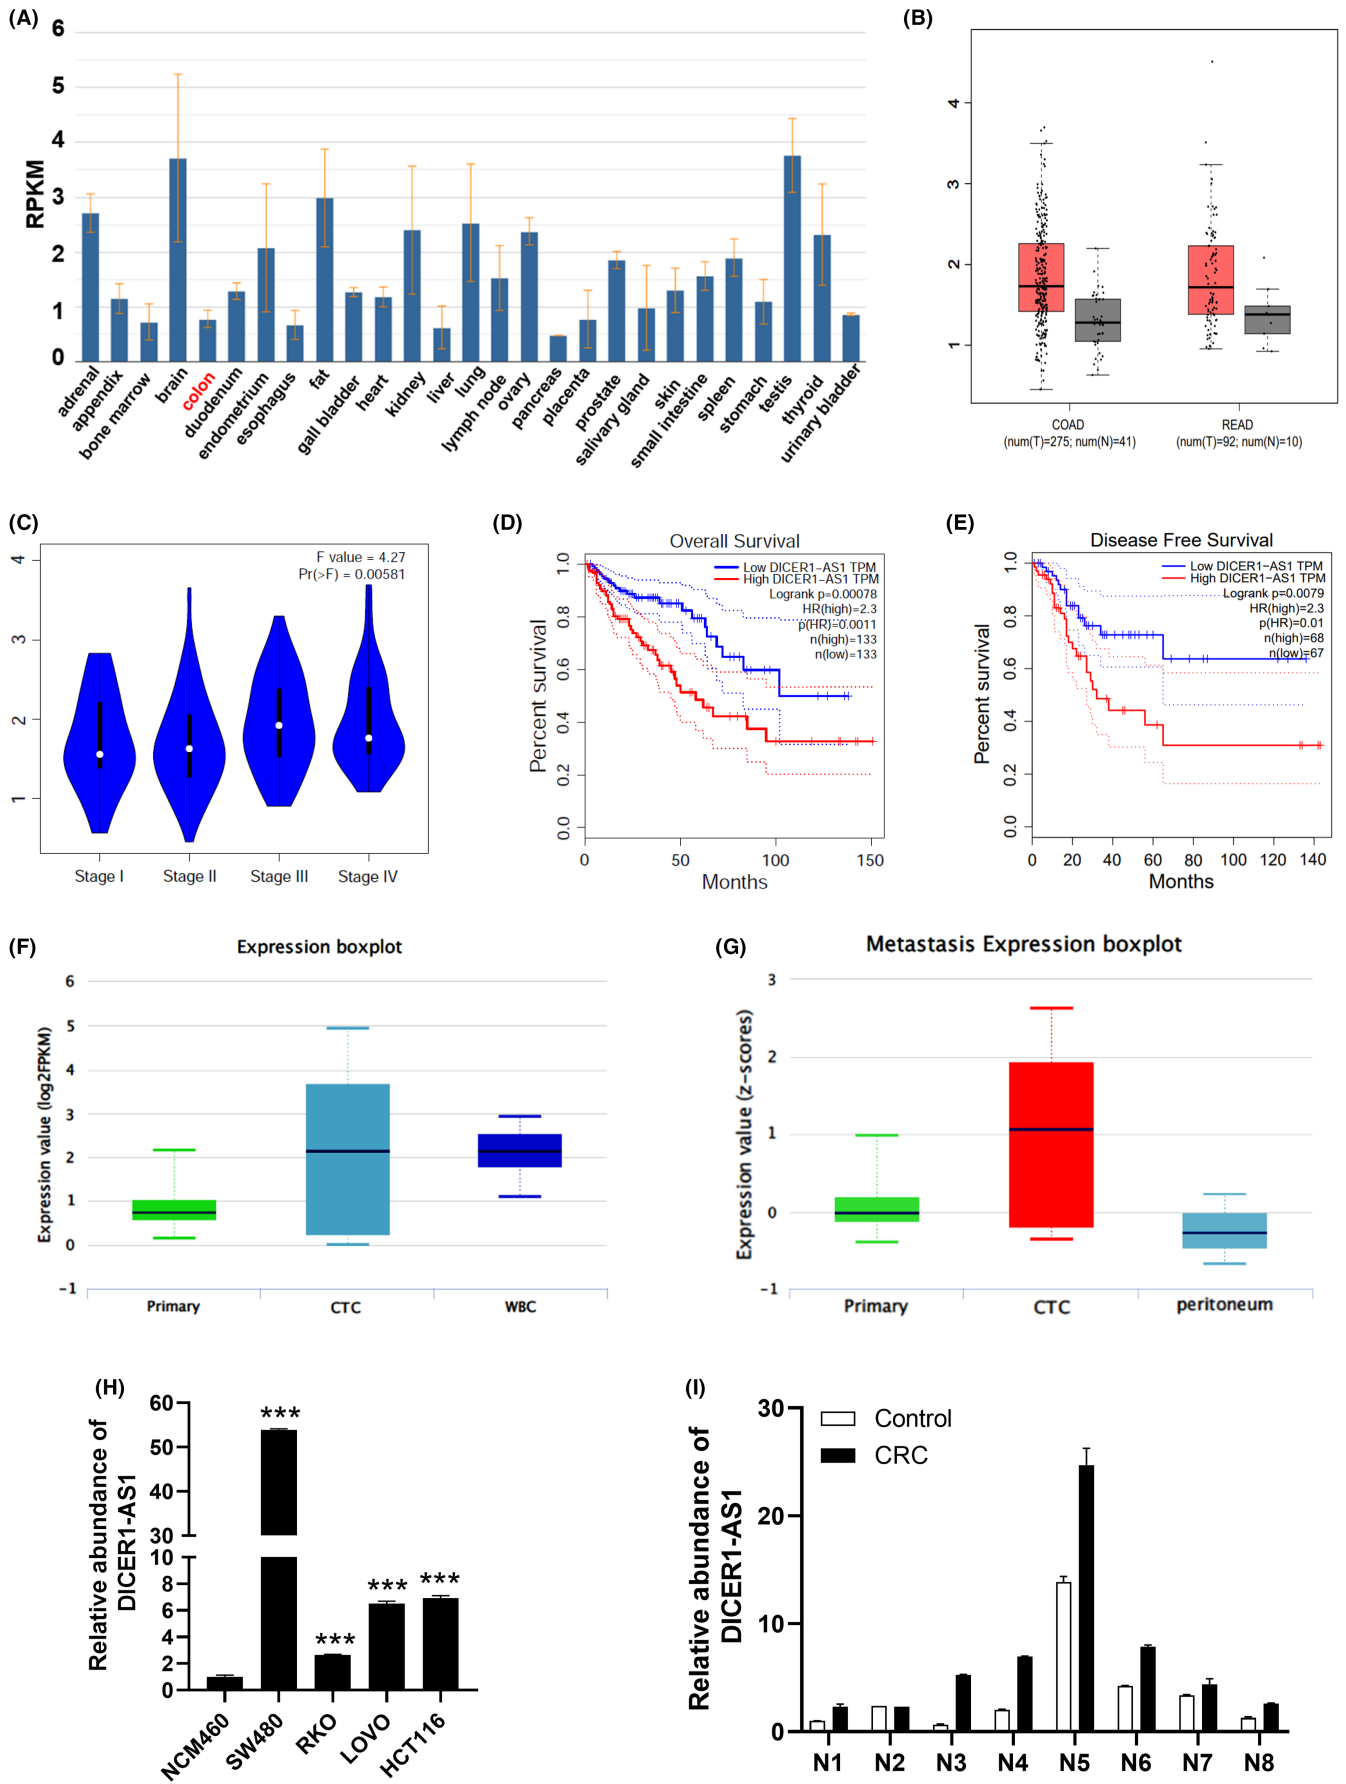 (A)
6
5
4
3
2
1
0
RPKM
adrenal
appendix
bone marrow
brain
colon
duodenum
endometrium
esophagus
fat
gall bladder
heart
kidney
liver
lung
lymph node
ovary
pancreas
placenta
prostate
salivary gland
skin
small intestine
spleen
stomach
testis
thyroid
urinary bladder
(B)
4
3
2
1
COAD
(num(T)=275; num(N)=41)
READ
(num(T)=92; num(N)=10)
(C)
F value = 4.27
Pr(>F) = 0.00581
4
3
2
1
Stage I
Stage II
Stage III
Stage IV
(D)
Overall Survival
Low DICER1-AS1 TPM
High DICER1-AS1 TPM
Logrank p=0.00078
HR(high)=2.3
p(HR)=0.0011
n(high)=133
n(low)=133
Percent survival
1.0
0.8
0.6
0.4
0.2
0.0
0
50
100
150
Months
(E)
Disease Free Survival
Low DICER1-AS1 TPM
High DICER1-AS1 TPM
Logrank p=0.0079
HR(high)=2.3
p(HR)=0.01
n(high)=68
n(low)=67
Percent survival
1.0
0.8
0.6
0.4
0.2
0.0
0
20
40
60
80
100
120
140
Months
(F)
Expression boxplot
Expression value (log2FPKM)
6
5
4
3
2
1
0
-1
Primary
CTC
WBC
(G)
Metastasis Expression boxplot
Expression value (z-scores)
3
2
1
0
-1
Primary
CTC
peritoneum
(H)
Relative abundance of
DICER1-AS1
60
50
40
30
10
8
6
4
2
0
***
***
***
***
NCM460
SW480
RKO
LOVO
HCT116
(I)
Relative abundance of
DICER1-AS1
30
20
10
0
Control
CRC
N1
N2
N3
N4
N5
N6
N7
N8